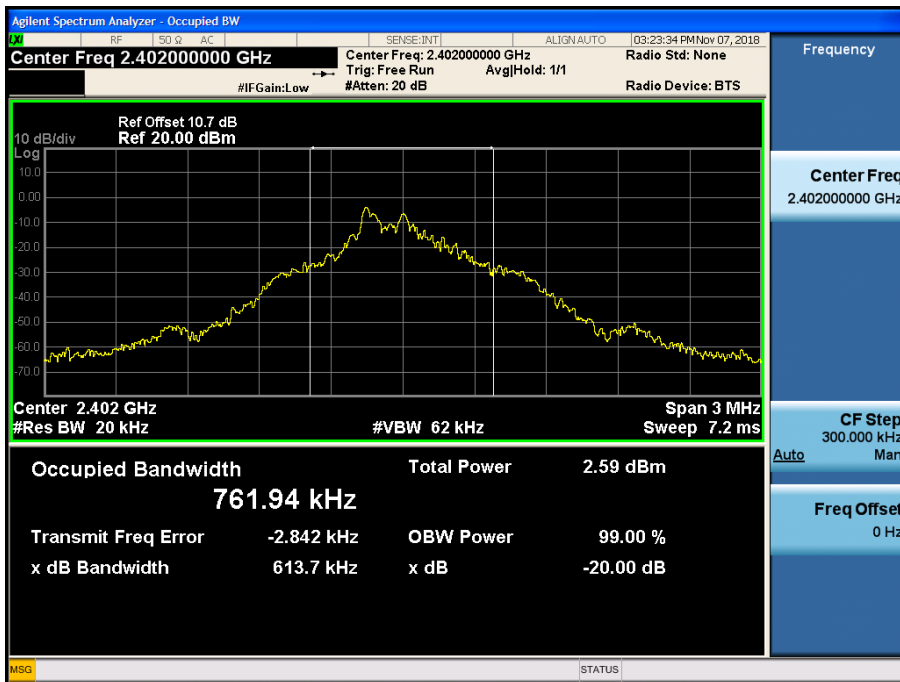 Agilent Spectrum Analyzer - Occupied BW
LXI RF 50 Ω AC SENSE:INT ALIGN AUTO 03:23:34 PM Nov 07, 2018
Center Freq 2.402000000 GHz
Center Freq: 2.402000000 GHz
Radio Std: None
Trig: Free Run Avg|Hold: 1/1
#IFGain:Low
#Atten: 20 dB
Radio Device: BTS
Ref Offset 10.7 dB
10 dB/div Ref 20.00 dBm
Log
10.0
0.00
-10.0
-20.0
-30.0
-40.0
-50.0
-60.0
-70.0
Center 2.402 GHz Span 3 MHz
#Res BW 20 kHz #VBW 62 kHz Sweep 7.2 ms
Occupied Bandwidth Total Power 2.59 dBm
761.94 kHz
Transmit Freq Error -2.842 kHz OBW Power 99.00 %
x dB Bandwidth 613.7 kHz x dB -20.00 dB
MSG STATUS
Frequency
Center Freq
2.402000000 GHz
CF Step
300.000 kHz
Auto Man
Freq Offset
0 Hz